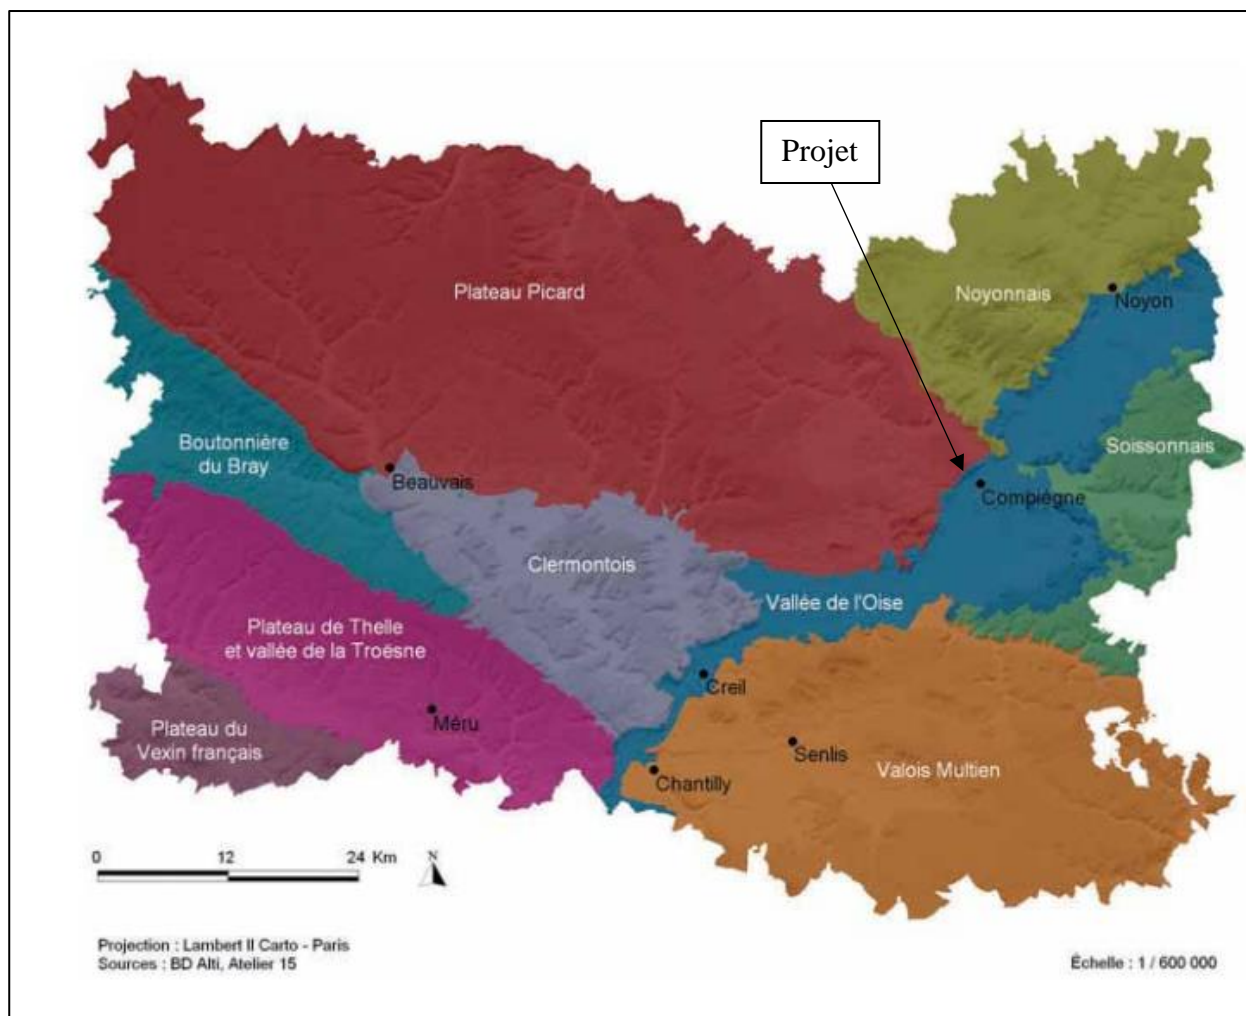 Projet
Plateau Picard
Noyonnais
Noyon
Boutonnière
du Bray
Beauvais
Soissonnais
Compiègne
Clermontois
Vallée de l'Oise
Plateau de Thelle
et vallée de la Troësne
Creil
Méru
Plateau du
Vexin français
Senlis
Chantilly
Valois Multien
0 12 24 Km
N
Projection : Lambert II Carto - Paris
Sources : BD Alti, Atelier 15
Échelle : 1 / 600 000